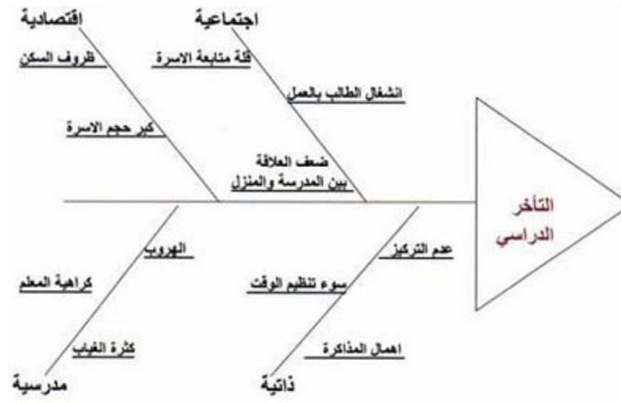 اجتماعية
اقتصادية
قلة متابعة الاسرة
ظروف السكن
انشغال الطالب بالعمل
كبر حجم الاسرة
ضعف العلاقة
بين المدرسة والمنزل
التأخر
الدراسي
عدم التركيز
الهروب
سوء تنظيم الوقت
كراهية المعلم
اهمال المذاكرة
كثرة الغياب
ذاتية
مدرسية